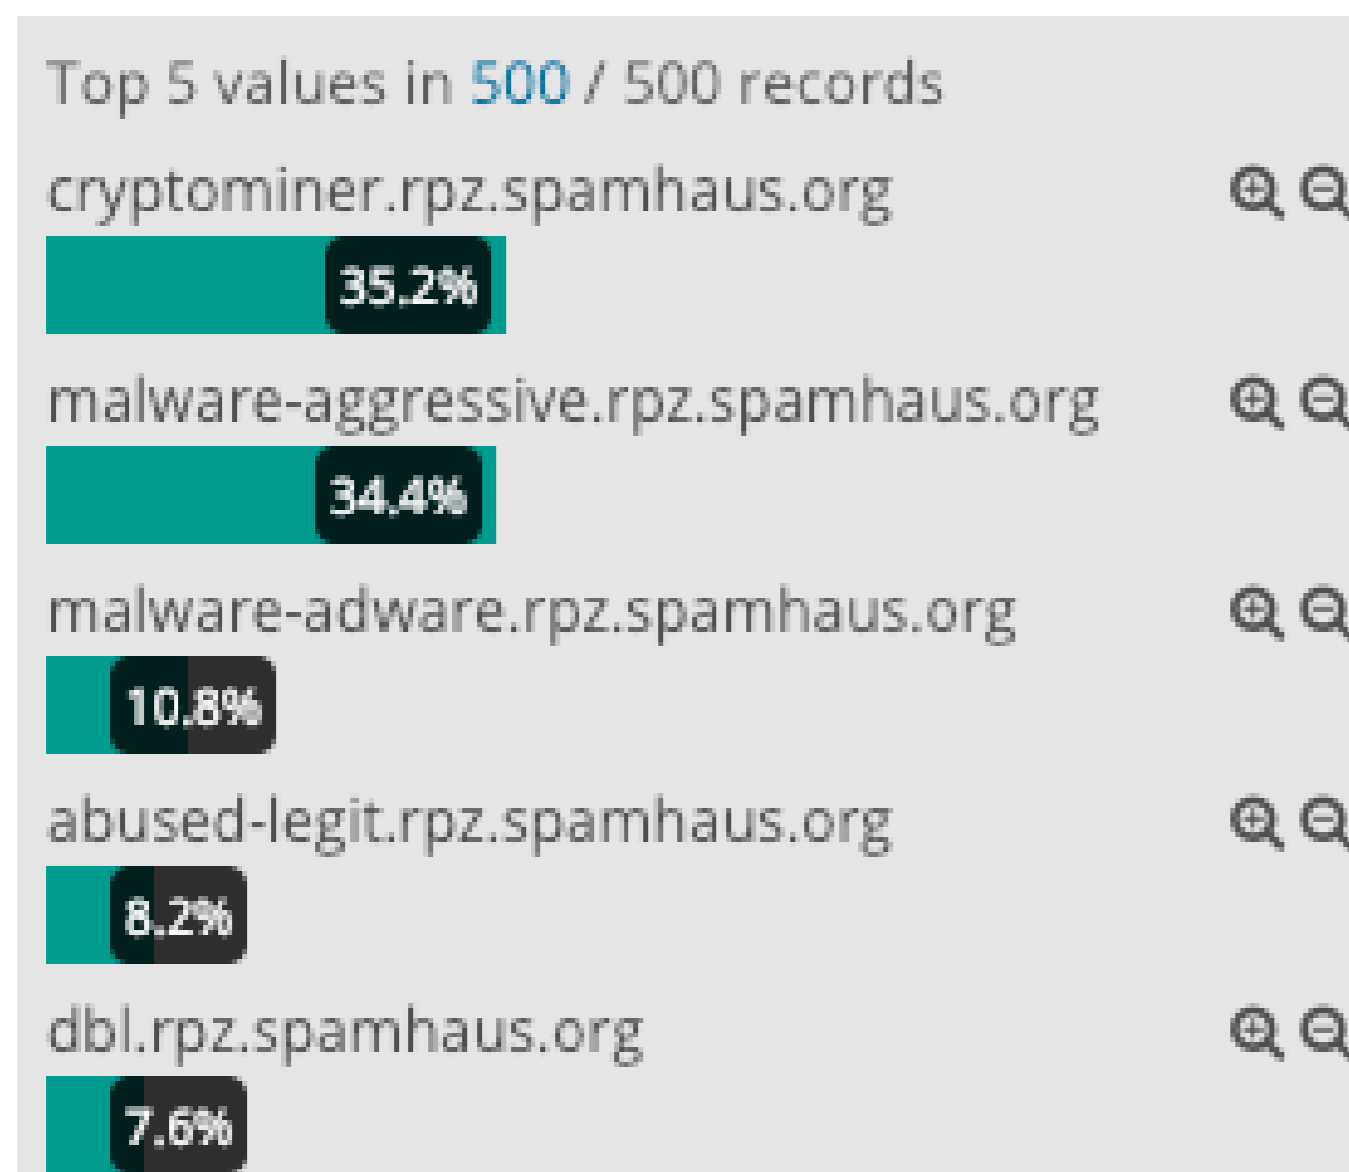 Top 5 values in 500 / 500 records
cryptominer.rpz.spamhaus.org
35.2%
malware-aggressive.rpz.spamhaus.org
34.4%
malware-adware.rpz.spamhaus.org
10.8%
abused-legit.rpz.spamhaus.org
8.2%
dbl.rpz.spamhaus.org
7.6%